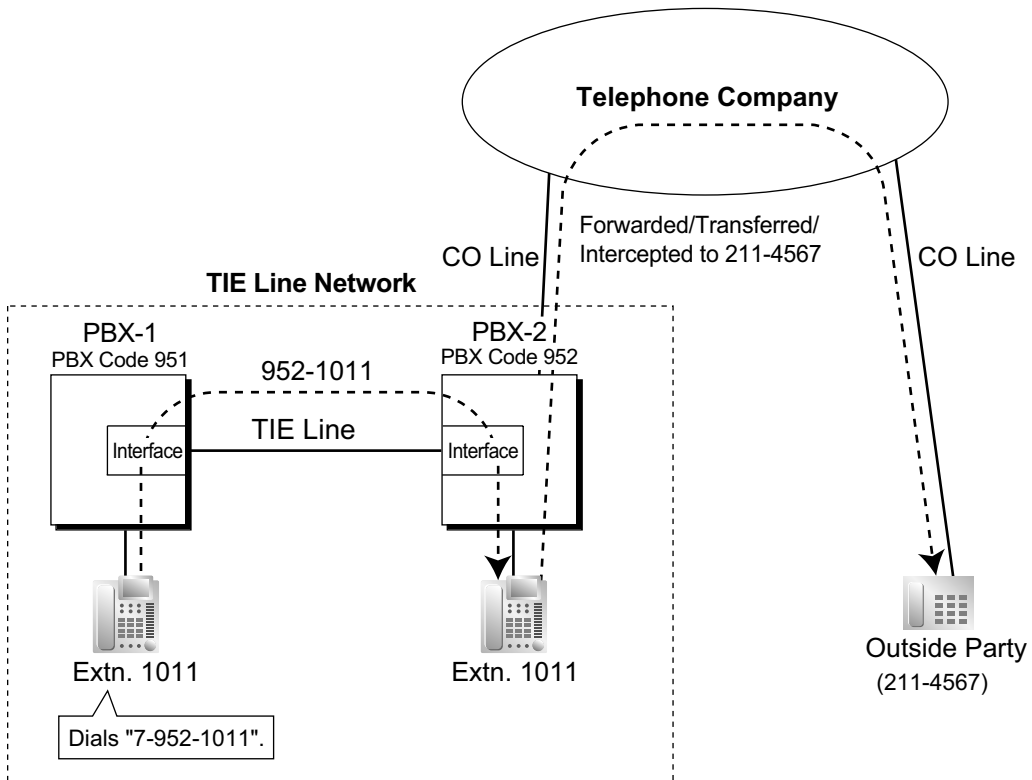 Telephone Company
Forwarded/Transferred/
Intercepted to 211-4567
CO Line
CO Line
TIE Line Network
PBX-1
PBX Code 951
PBX-2
PBX Code 952
952-1011
TIE Line
Interface
Interface
Extn. 1011
Extn. 1011
Outside Party
(211-4567)
Dials "7-952-1011".